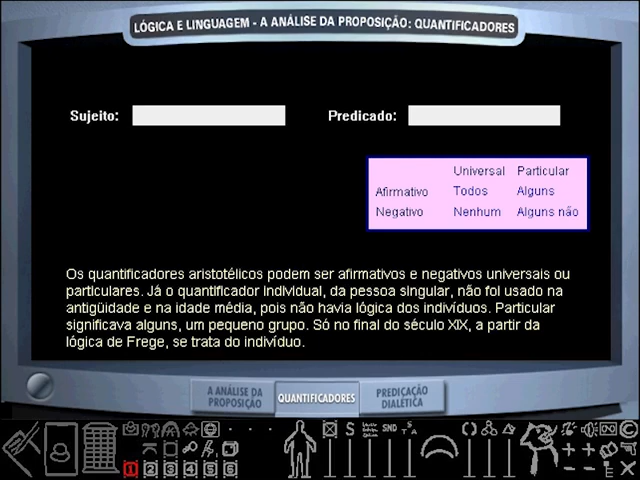 LÓGICA E LINGUAGEM - A ANÁLISE DA PROPOSIÇÃO: QUANTIFICADORES
Sujeito: Predicado:
Universal Particular
Afirmativo Todos Alguns
Negativo Nenhum Alguns não
Os quantificadores aristotélicos podem ser afirmativos e negativos universais ou
particulares. Já o quantificador individual, da pessoa singular, não foi usado na
antigüidade e na idade média, pois não havia lógica dos indivíduos. Particular
significava alguns, um pequeno grupo. Só no final do século XIX, a partir da
lógica de Frege, se trata do indivíduo.
A ANÁLISE DA
PROPOSIÇÃO
QUANTIFICADORES
PREDICAÇÃO
DIALÉTICA
S SND
1 2 3 4 5 6